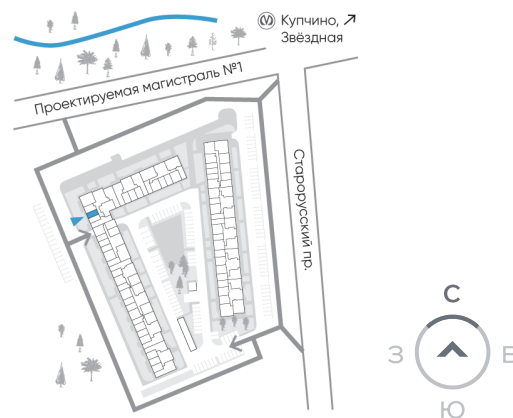 М Купчино,
Звёздная
Проектируемая магистраль №1
Старорусский пр.
С
З
В
Ю